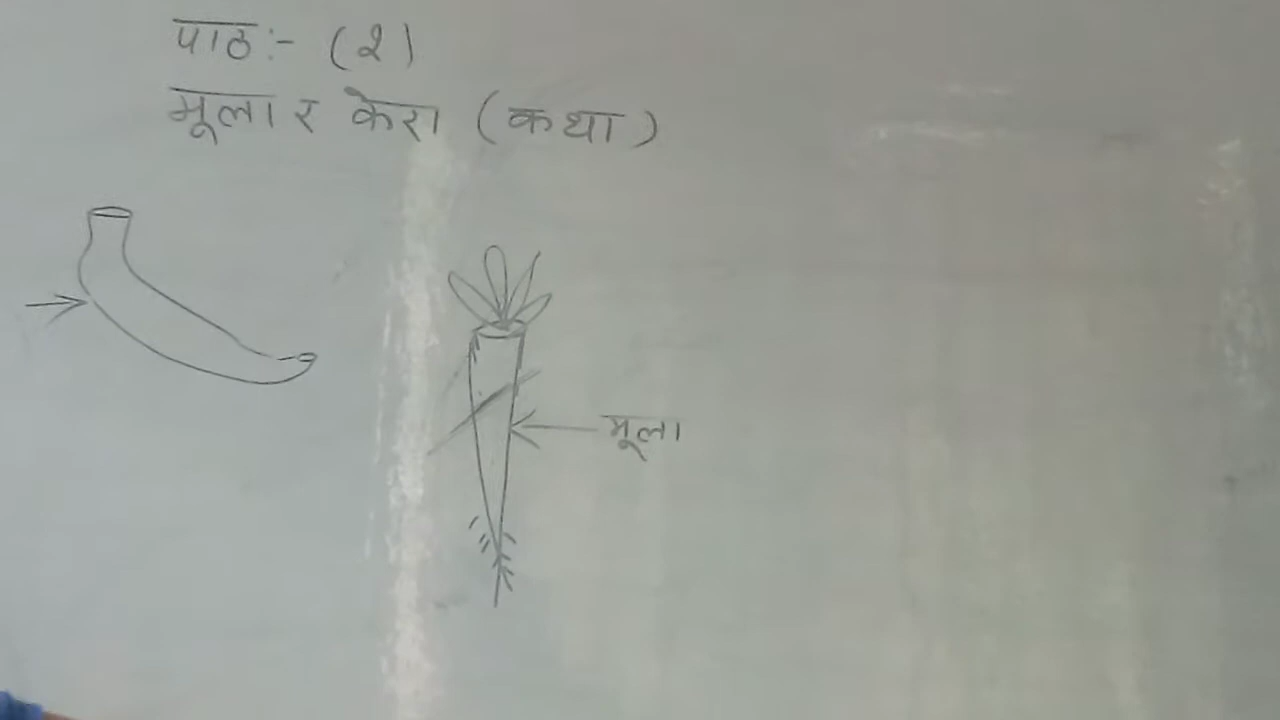 पाठ:- (२)
मूला र केरा (कथा)
मूला